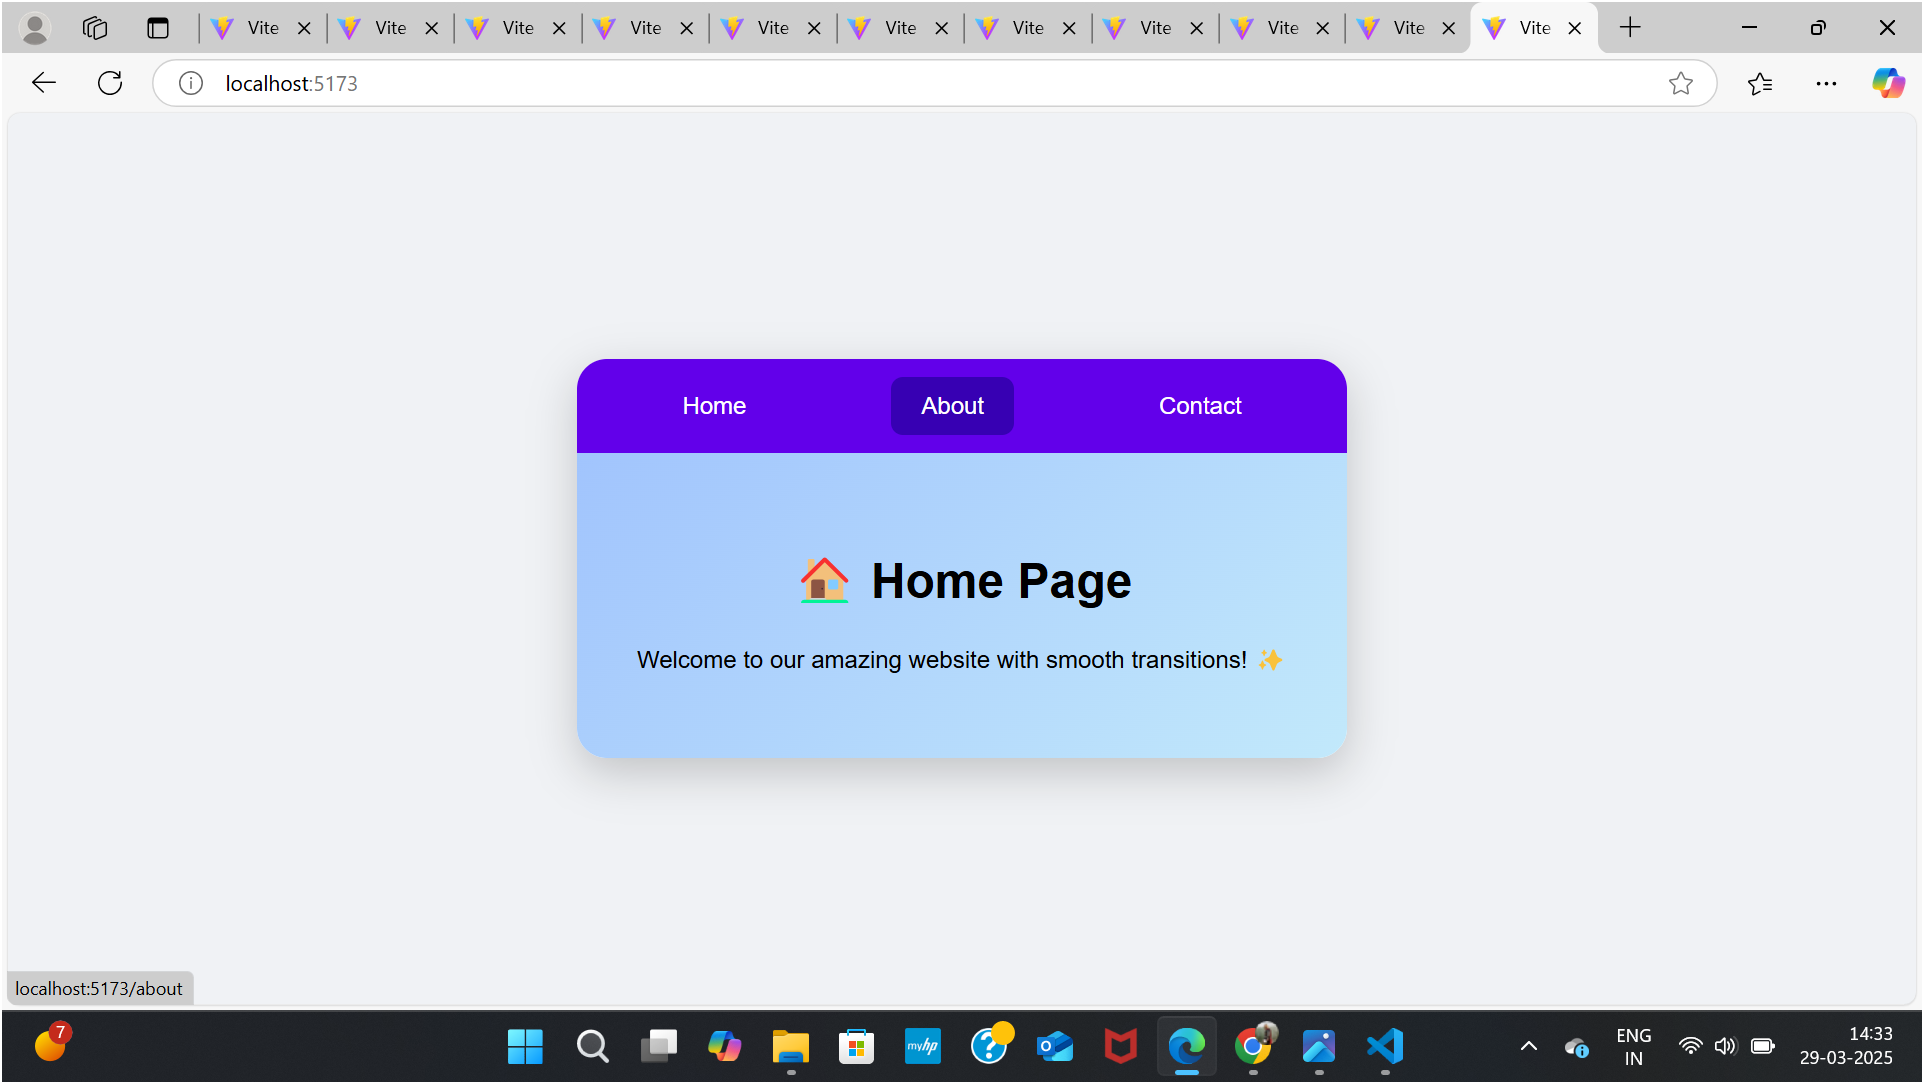 Vite Vite Vite Vite Vite Vite Vite Vite Vite Vite Vite
localhost:5173
Home About Contact
🏠 Home Page
Welcome to our amazing website with smooth transitions! ✨
localhost:5173/about
7
myhp
ENG
IN
14:33
29-03-2025